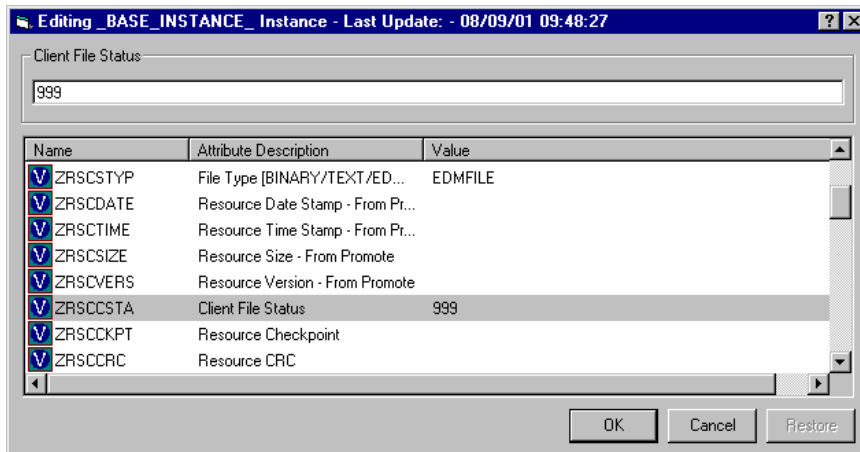 Editing _BASE_INSTANCE_ Instance - Last Update: - 08/09/01 09:48:27
Client File Status
999
Name Attribute Description Value
V ZRSCSTYP File Type [BINARY/TEXT/ED... EDMFILE
V ZRSCDATE Resource Date Stamp - From Pr...
V ZRSCTIME Resource Time Stamp - From Pr...
V ZRSCSIZE Resource Size - From Promote
V ZRSCVERS Resource Version - From Promote
V ZRSCCSTA Client File Status 999
V ZRSCCKPT Resource Checkpoint
V ZRSCCRC Resource CRC
OK Cancel Restore